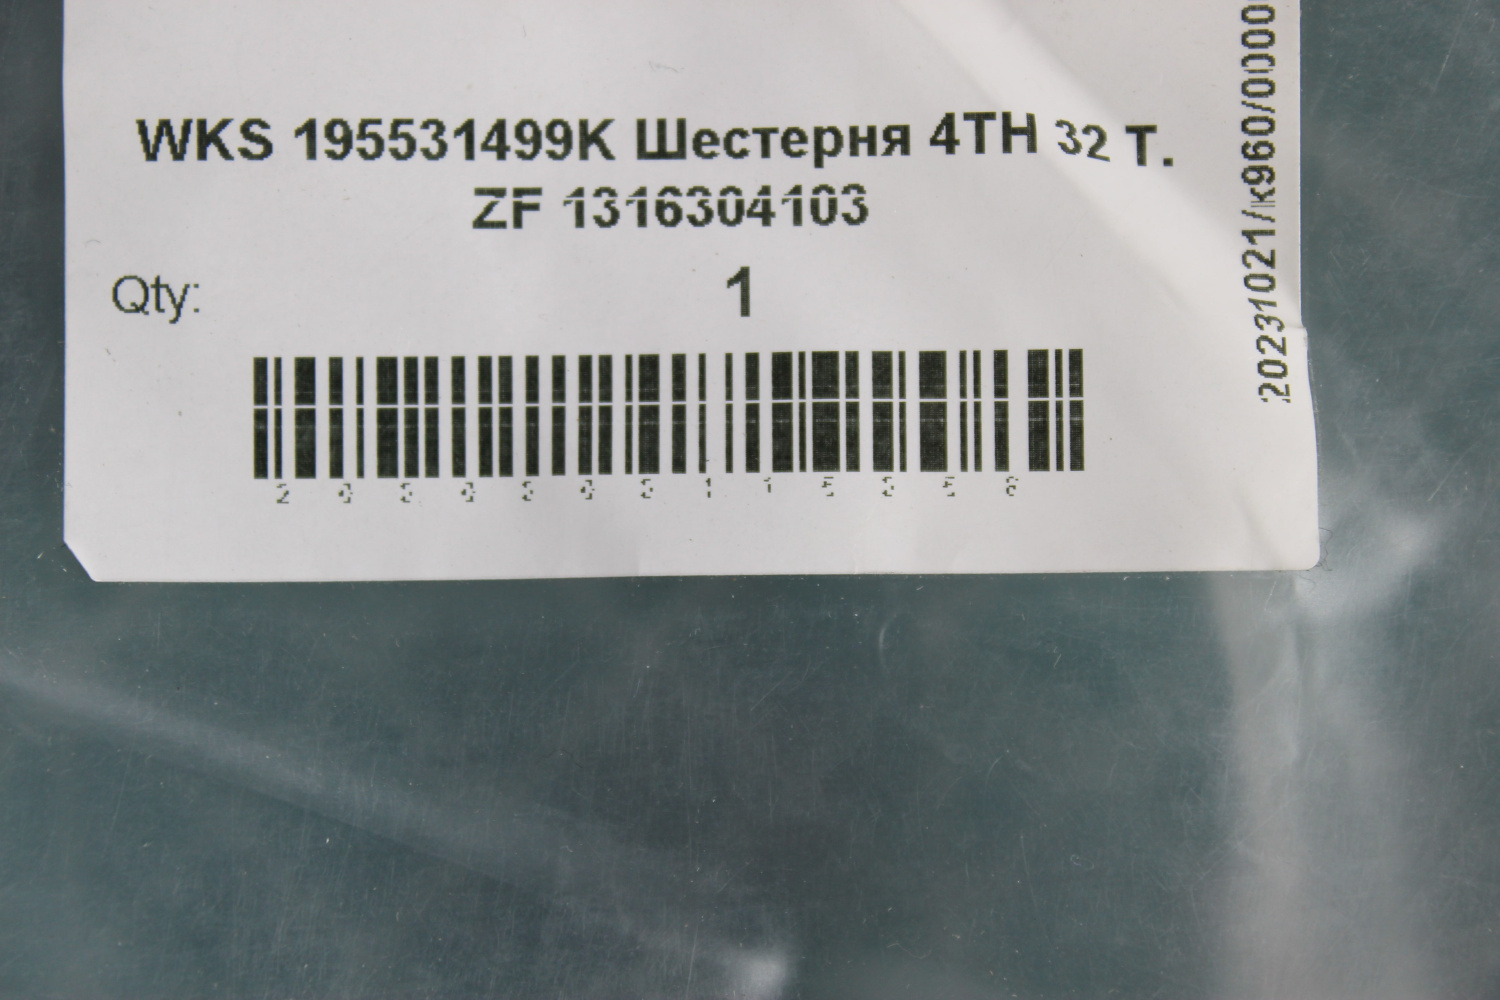 WKS 195531499K Шестерня 4TH 32 T.
ZF 1316304103
Qty: 1
20231021/к960/0000